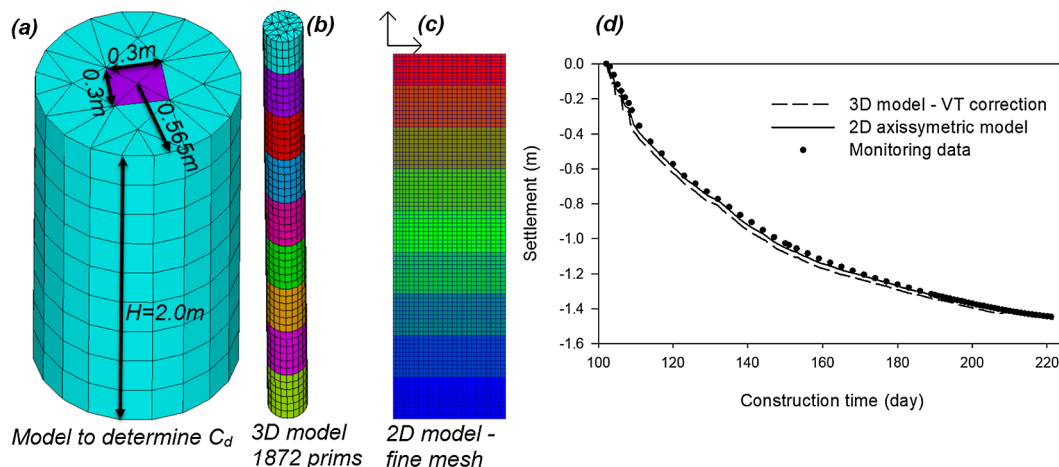 (a)
0.3m
0.3m
0.565m
H=2.0m
Model to determine Cd
(b)
3D model
1872 prims
(c)
2D model -
fine mesh
(d)
3D model - VT correction
2D axissymetric model
Monitoring data
Settlement (m)
0.0
-0.2
-0.4
-0.6
-0.8
-1.0
-1.2
-1.4
-1.6
100
120
140
160
180
200
220
Construction time (day)